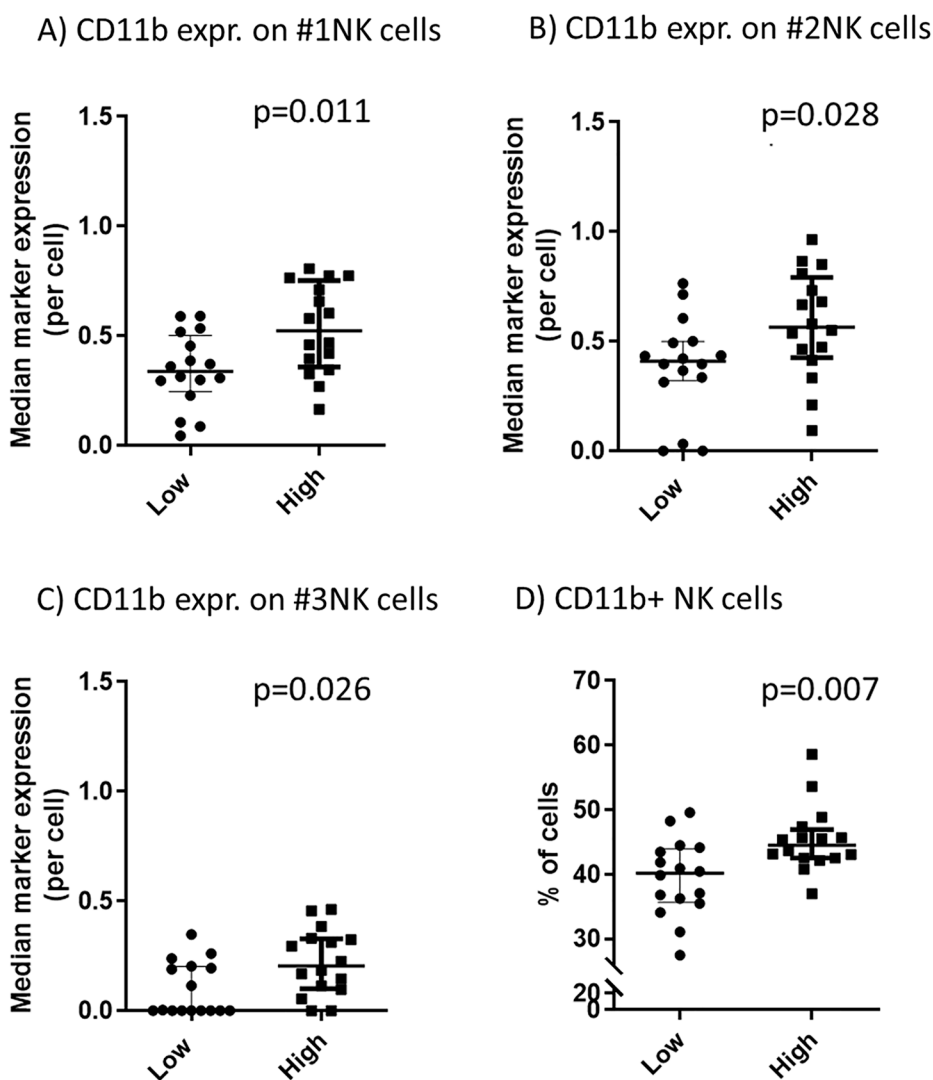 A) CD11b expr. on #1NK cells
p=0.011
Median marker expression
(per cell)
1.5
1.0
0.5
0.0
Low
High
B) CD11b expr. on #2NK cells
p=0.028
Median marker expression
(per cell)
1.5
1.0
0.5
0.0
Low
High
C) CD11b expr. on #3NK cells
p=0.026
Median marker expression
(per cell)
1.5
1.0
0.5
0.0
Low
High
D) CD11b+ NK cells
p=0.007
% of cells
70
60
50
40
30
20
0
Low
High